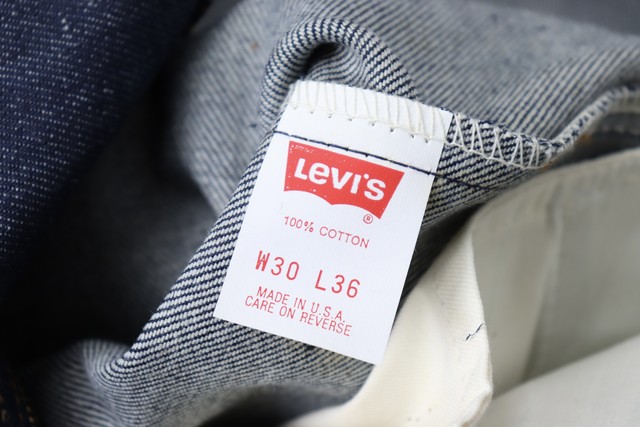 Levi's
®
100% COTTON
W30 L36
MADE IN U.S.A.
CARE ON REVERSE